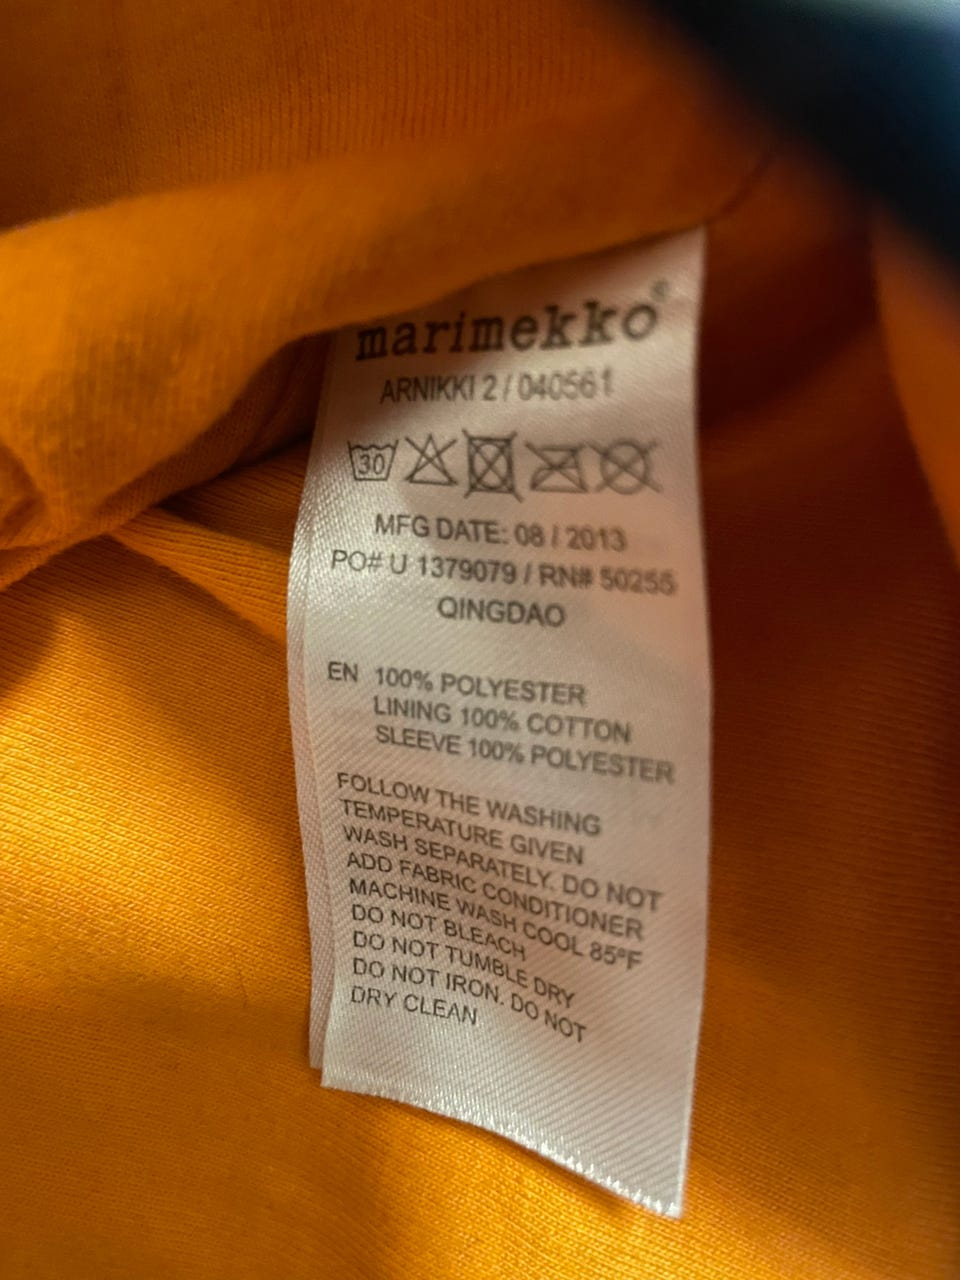 marimekko®
ARNIKKI 2 / 040561
30
MFG DATE: 08 / 2013
PO# U 1379079 / RN# 50255
QINGDAO
EN 100% POLYESTER
LINING 100% COTTON
SLEEVE 100% POLYESTER
FOLLOW THE WASHING
TEMPERATURE GIVEN
WASH SEPARATELY. DO NOT
ADD FABRIC CONDITIONER
MACHINE WASH COOL 85°F
DO NOT BLEACH
DO NOT TUMBLE DRY
DO NOT IRON. DO NOT
DRY CLEAN